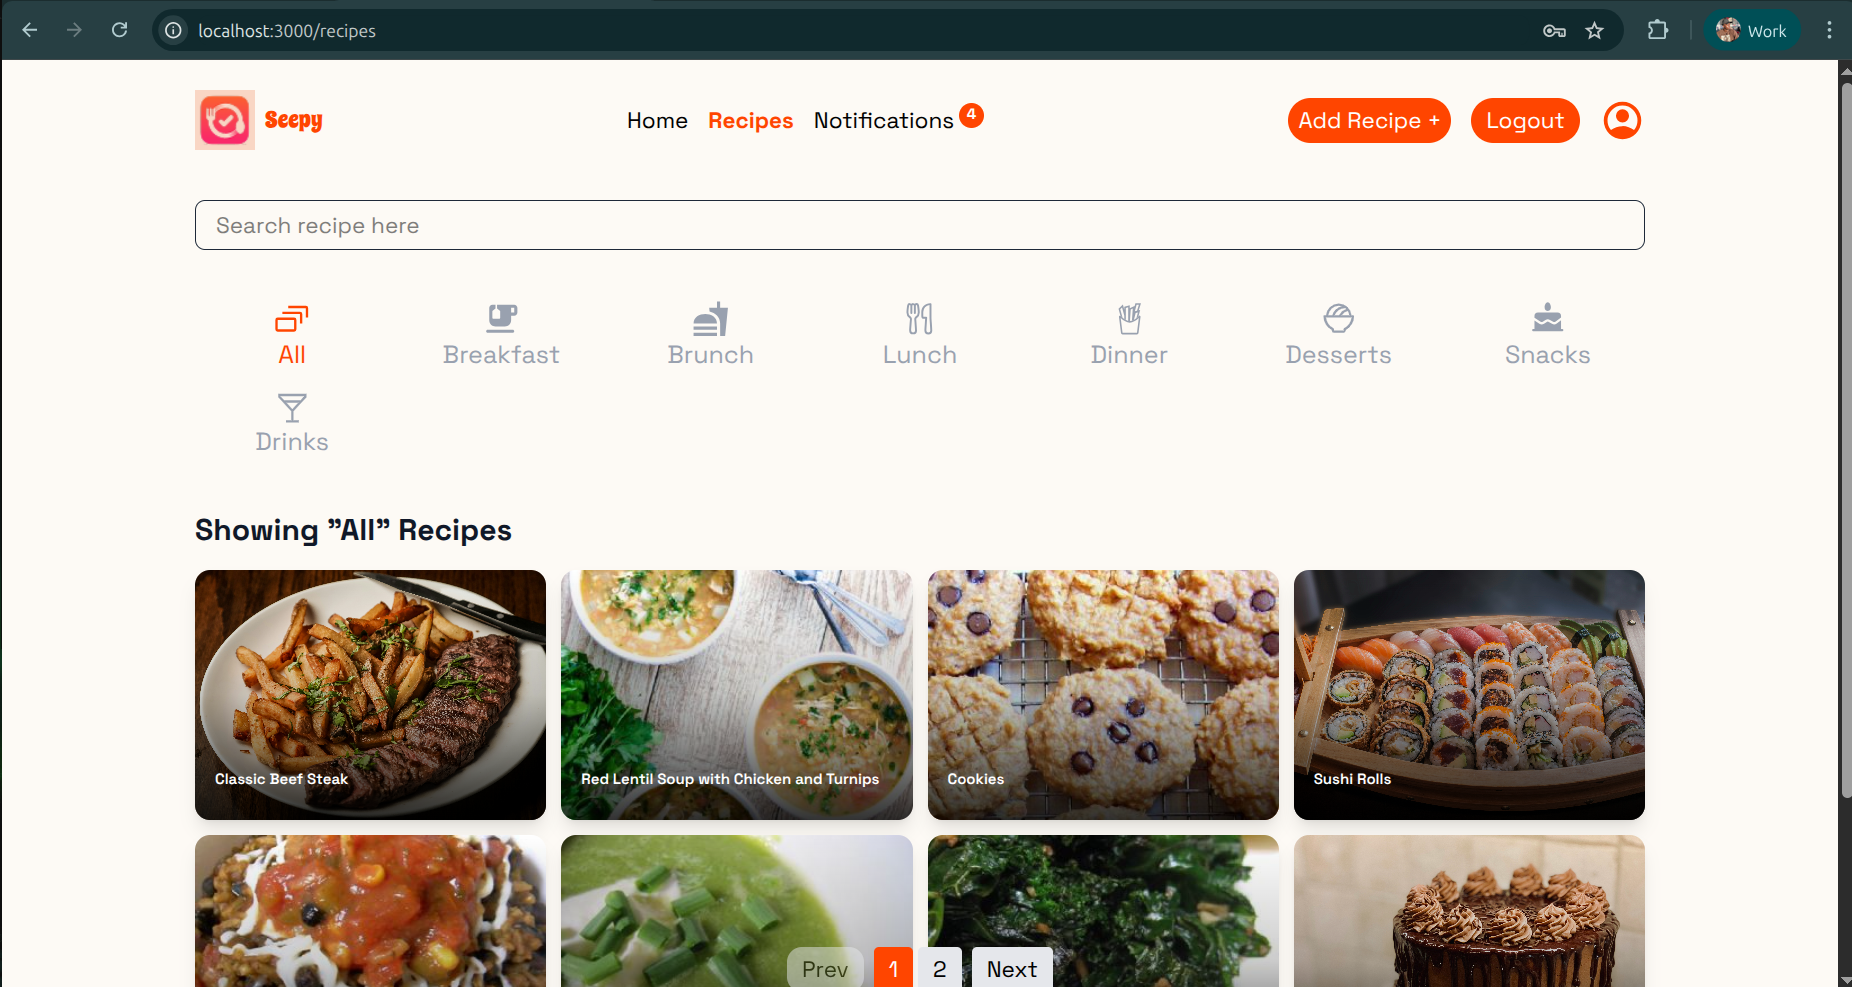 localhost:3000/recipes
Work
Seepy
Home
Recipes
Notifications
4
Add Recipe +
Logout
Search recipe here
All
Breakfast
Brunch
Lunch
Dinner
Desserts
Snacks
Drinks
Showing ”All” Recipes
Classic Beef Steak
Red Lentil Soup with Chicken and Turnips
Cookies
Sushi Rolls
Prev
1
2
Next